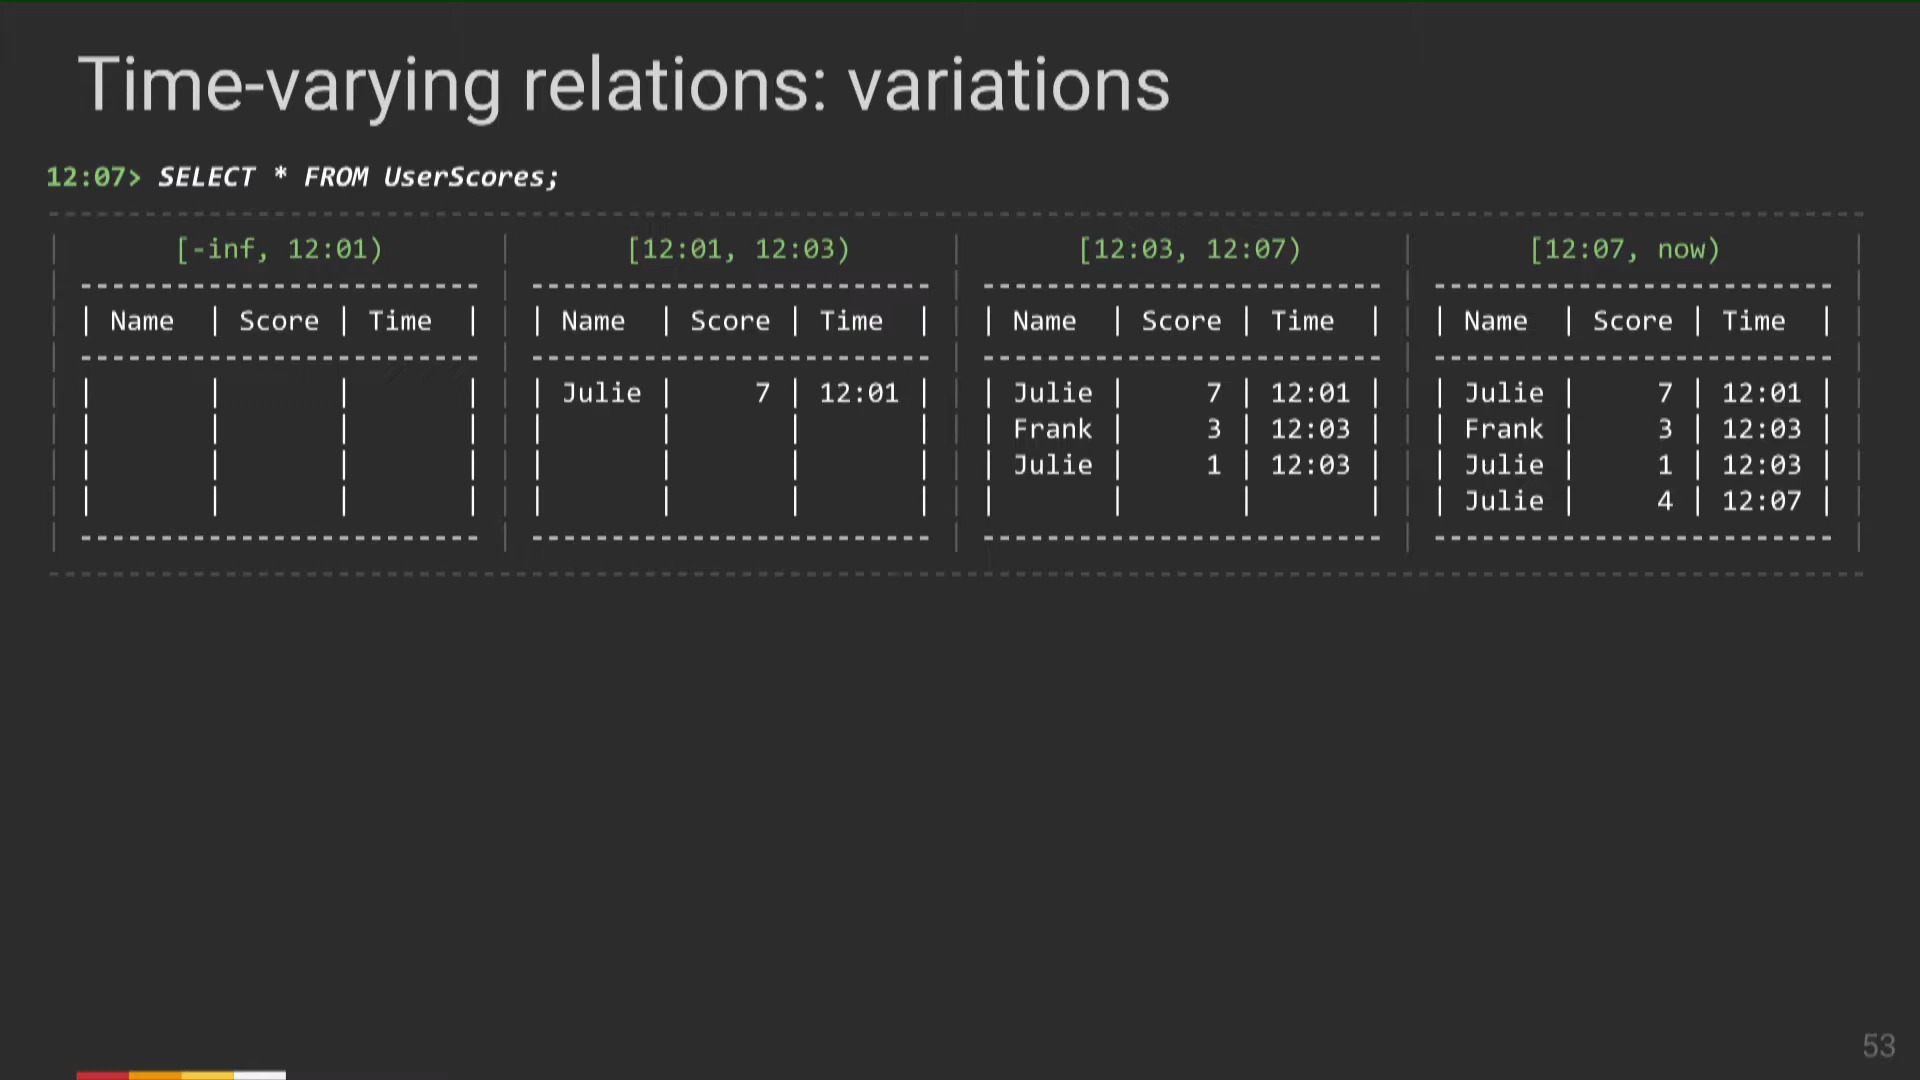 Time-varying relations: variations
12:07> SELECT * FROM UserScores;
[-inf, 12:01) [12:01, 12:03) [12:03, 12:07) [12:07, now)
| Name | Score | Time | | Name | Score | Time | | Name | Score | Time | | Name | Score | Time |
| | | | | Julie | 7 | 12:01 | | Julie | 7 | 12:01 | | Julie | 7 | 12:01 |
| | | | | | | | | Frank | 3 | 12:03 | | Frank | 3 | 12:03 |
| | | | | | | | | Julie | 1 | 12:03 | | Julie | 1 | 12:03 |
| | | | | | | | | | | | | Julie | 4 | 12:07 |
53